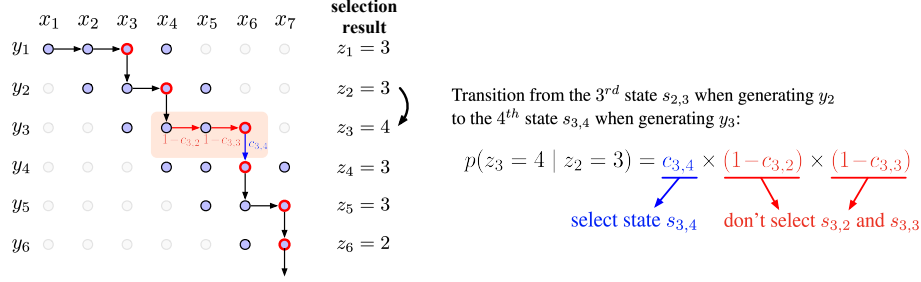 x₁ x₂ x₃ x₄ x₅ x₆ x₇ selection
result
y₁ z₁ = 3
y₂ z₂ = 3
y₃ 1−c₃,₂ 1−c₃,₃ c₃,₄ z₃ = 4
y₄ z₄ = 3
y₅ z₅ = 3
y₆ z₆ = 2
Transition from the 3ʳᵈ state s₂,₃ when generating y₂
to the 4ᵗʰ state s₃,₄ when generating y₃:
p(z₃ = 4 | z₂ = 3) = c₃,₄ × (1−c₃,₂) × (1−c₃,₃)
select state s₃,₄ don't select s₃,₂ and s₃,₃